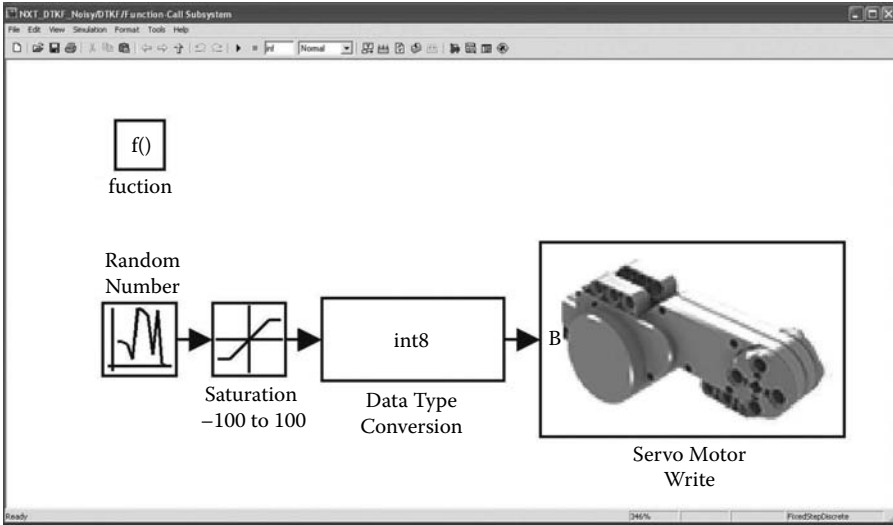 NXT_DTKF_Noisy/DTKF/Function-Call Subsystem
File Edit View Simulation Format Tools Help
inf Normal
f()
fuction
Random
Number
int8
B
Saturation
–100 to 100
Data Type
Conversion
Servo Motor
Write
Ready 346% FixedStepDiscrete